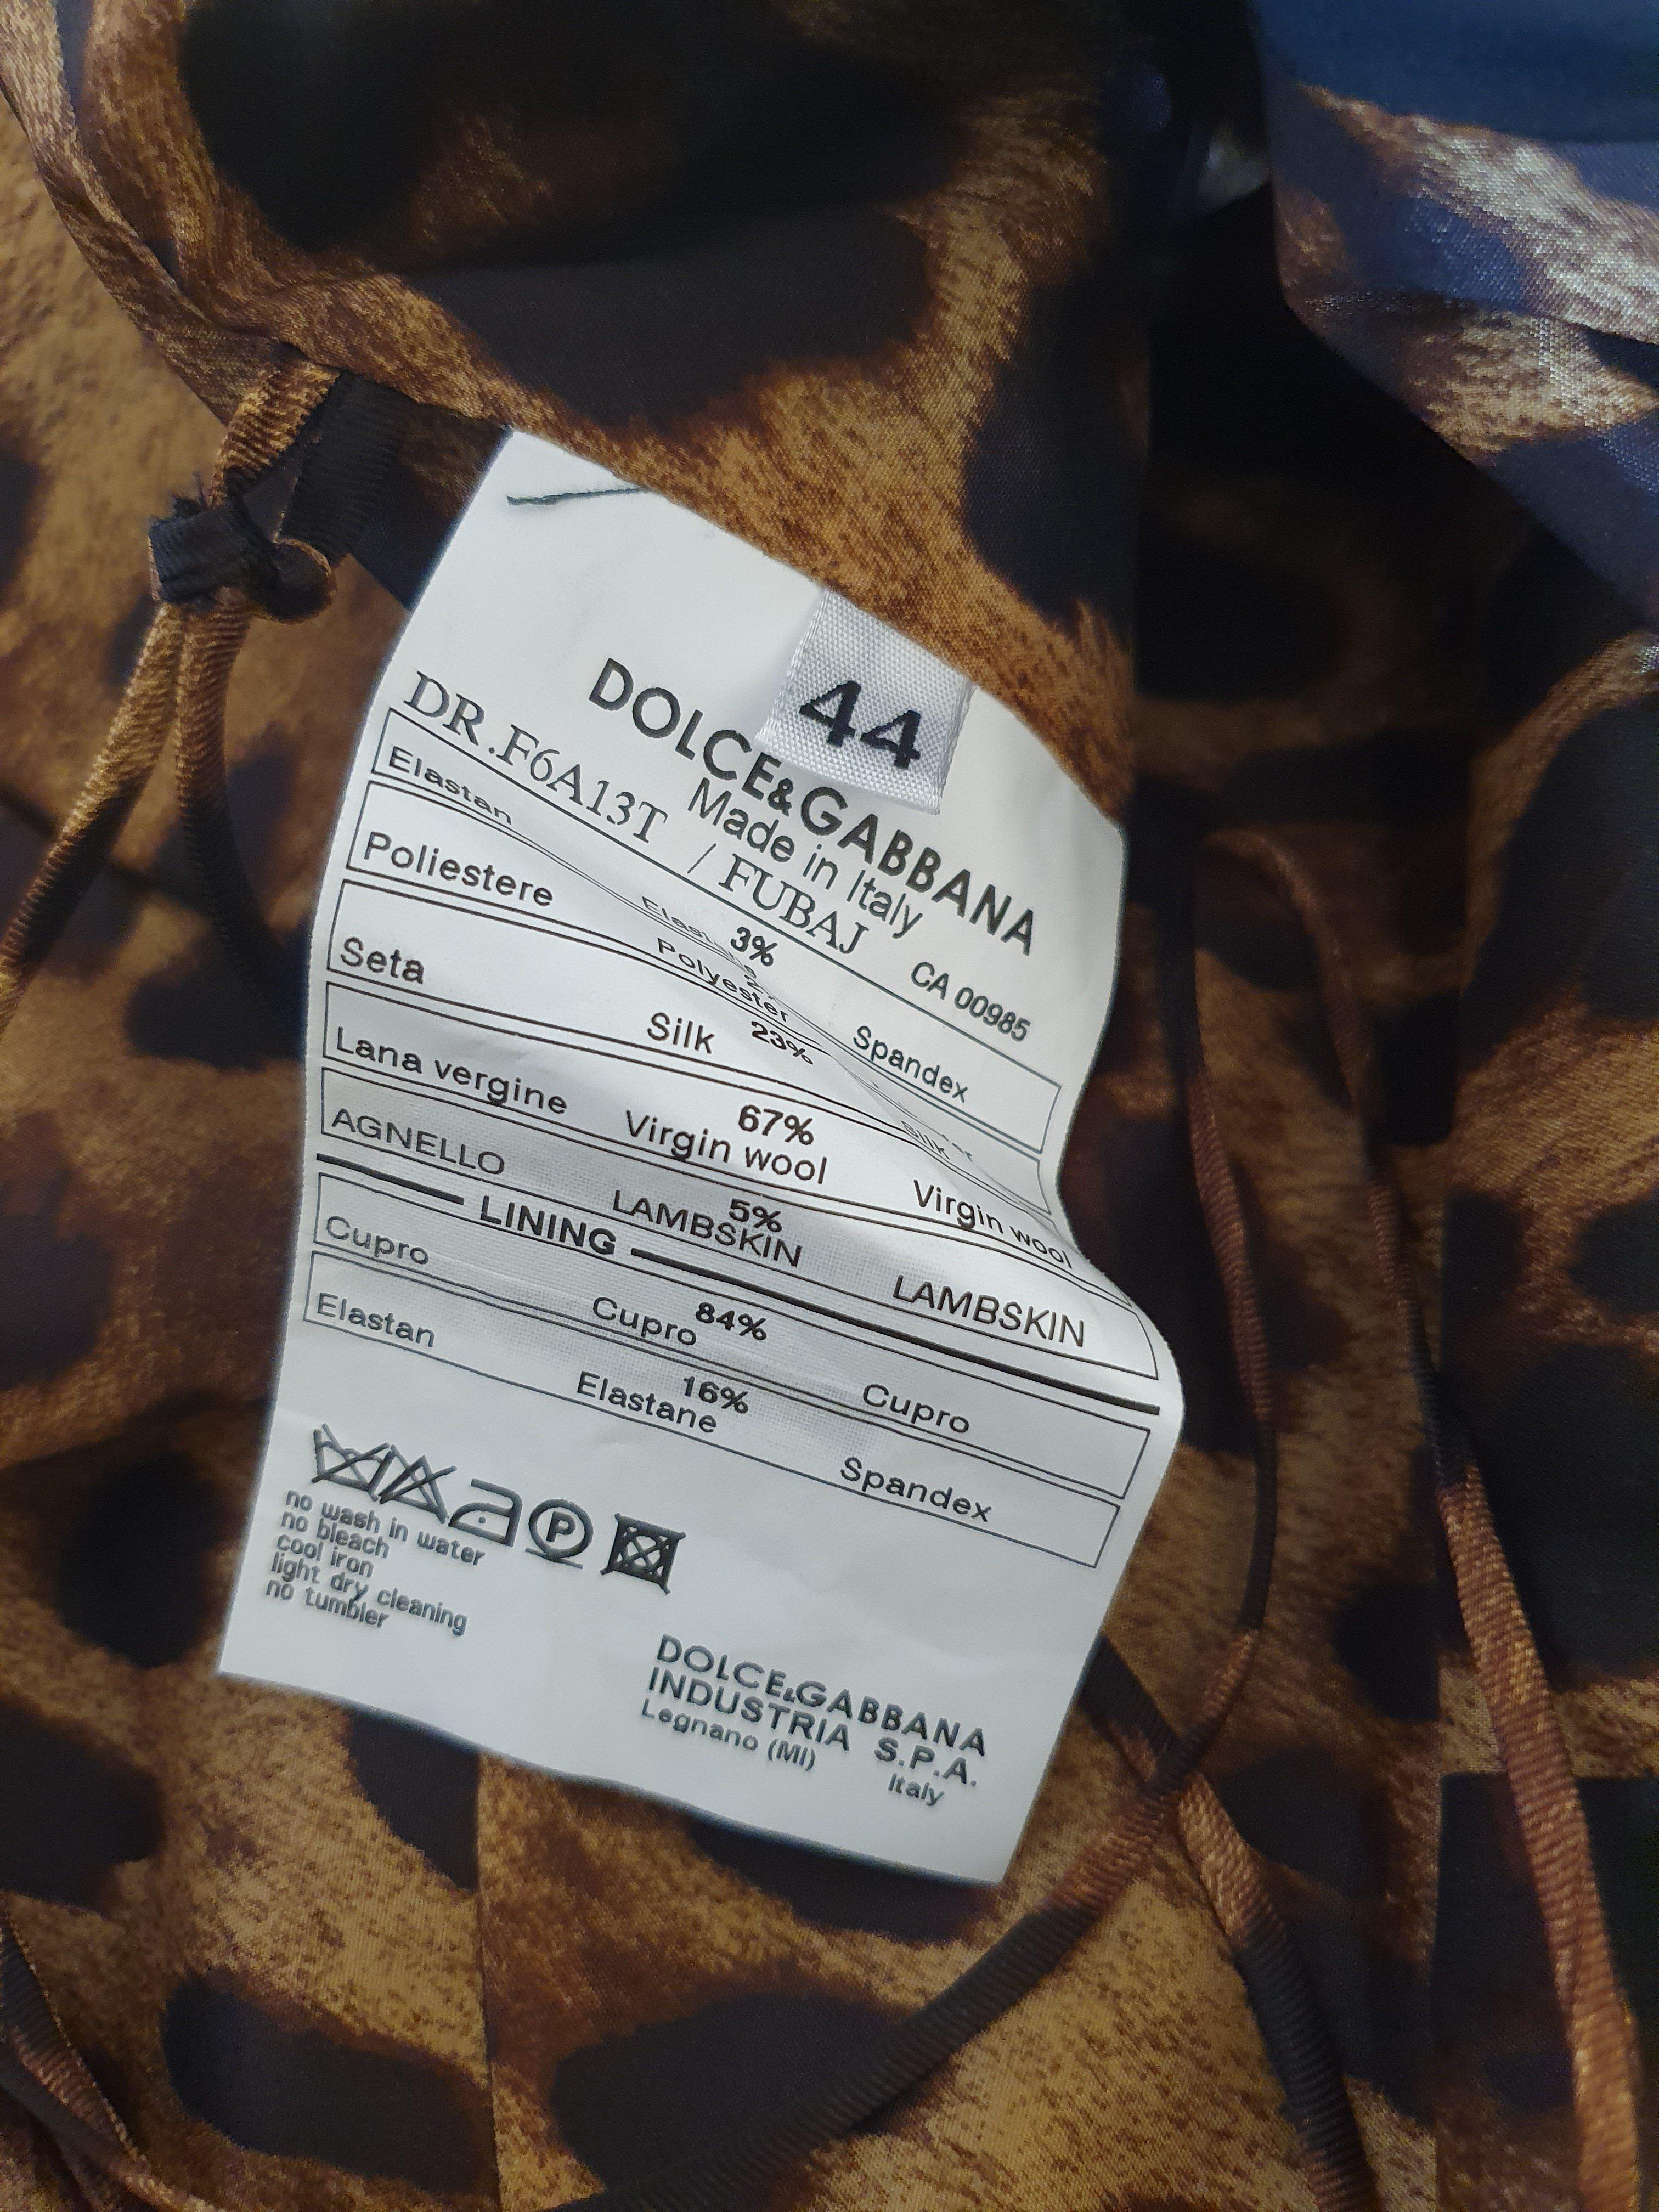 44
DOLCE&GABBANA
Made in Italy
DR.F6A13T / FUBAJ CA 00985
3%
Elastan Spandex
Poliestere Polyester
23%
Seta Silk Silk
67%
Lana vergine Virgin wool Virgin wool
5%
AGNELLO LAMBSKIN LAMBSKIN
LINING
84%
Cupro Cupro Cupro
16%
Elastan Elastane Spandex
P
no wash in water
no bleach
cool iron
light dry cleaning
no tumbler
DOLCE&GABBANA
INDUSTRIA S.P.A.
Legnano (MI) Italy